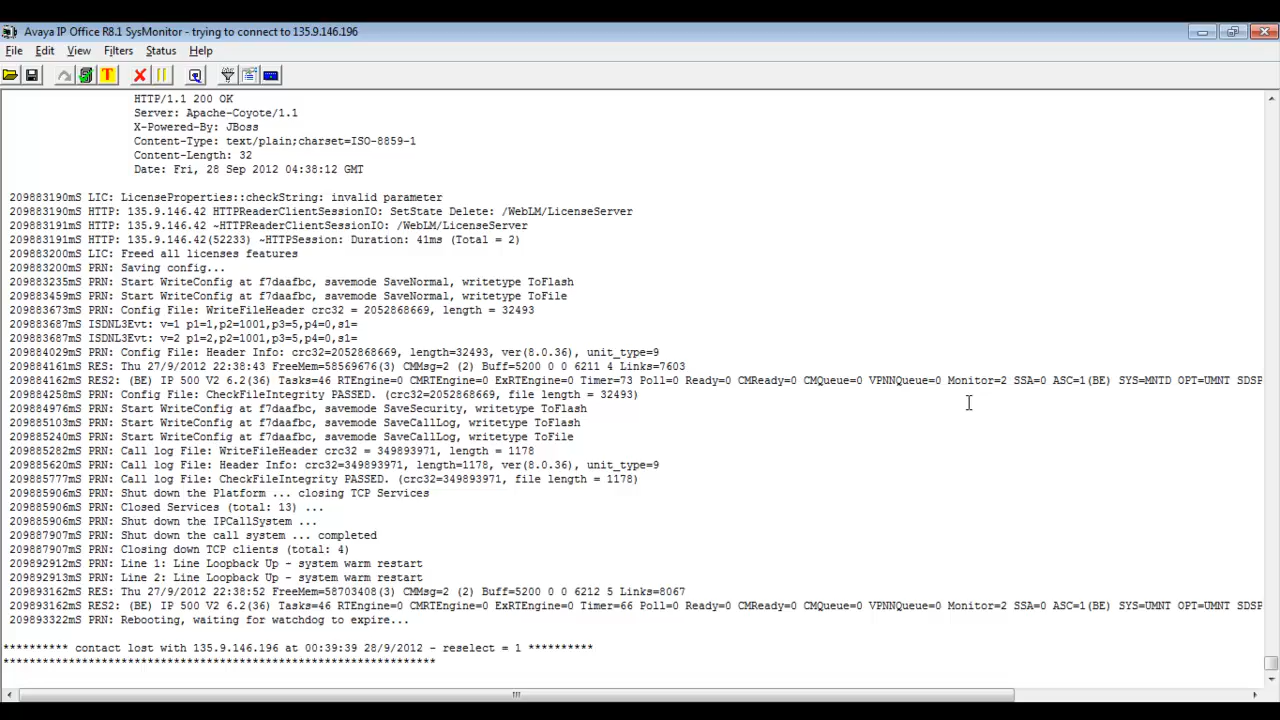 Avaya IP Office R8.1 SysMonitor - trying to connect to 135.9.146.196
File Edit View Filters Status Help
T
HTTP/1.1 200 OK
Server: Apache-Coyote/1.1
X-Powered-By: JBoss
Content-Type: text/plain;charset=ISO-8859-1
Content-Length: 32
Date: Fri, 28 Sep 2012 04:38:12 GMT
209883190mS LIC: LicenseProperties::checkString: invalid parameter
209883190mS HTTP: 135.9.146.42 HTTPReaderClientSessionIO: SetState Delete: /WebLM/LicenseServer
209883191mS HTTP: 135.9.146.42 ~HTTPReaderClientSessionIO: /WebLM/LicenseServer
209883191mS HTTP: 135.9.146.42(52233) ~HTTPSession: Duration: 41ms (Total = 2)
209883200mS LIC: Freed all licenses features
209883200mS PRN: Saving config...
209883235mS PRN: Start WriteConfig at f7daafbc, savemode SaveNormal, writetype ToFlash
209883459mS PRN: Start WriteConfig at f7daafbc, savemode SaveNormal, writetype ToFile
209883673mS PRN: Config File: WriteFileHeader crc32 = 2052868669, length = 32493
209883687mS ISDNL3Evt: v=1 p1=1,p2=1001,p3=5,p4=0,s1=
209883687mS ISDNL3Evt: v=2 p1=2,p2=1001,p3=5,p4=0,s1=
209884029mS PRN: Config File: Header Info: crc32=2052868669, length=32493, ver(8.0.36), unit_type=9
209884161mS RES: Thu 27/9/2012 22:38:43 FreeMem=58569676(3) CMMsg=2 (2) Buff=5200 0 0 6211 4 Links=7603
209884162mS RES2: (BE) IP 500 V2 6.2(36) Tasks=46 RTEngine=0 CMRTEngine=0 ExRTEngine=0 Timer=73 Poll=0 Ready=0 CMReady=0 CMQueue=0 VPNNQueue=0 Monitor=2 SSA=0 ASC=1(BE) SYS=MNTD OPT=UMNT SDSP
209884258mS PRN: Config File: CheckFileIntegrity PASSED. (crc32=2052868669, file length = 32493)
209884976mS PRN: Start WriteConfig at f7daafbc, savemode SaveSecurity, writetype ToFlash
209885103mS PRN: Start WriteConfig at f7daafbc, savemode SaveCallLog, writetype ToFlash
209885240mS PRN: Start WriteConfig at f7daafbc, savemode SaveCallLog, writetype ToFile
209885282mS PRN: Call log File: WriteFileHeader crc32 = 349893971, length = 1178
209885620mS PRN: Call log File: Header Info: crc32=349893971, length=1178, ver(8.0.36), unit_type=9
209885777mS PRN: Call log File: CheckFileIntegrity PASSED. (crc32=349893971, file length = 1178)
209885906mS PRN: Shut down the Platform ... closing TCP Services
209885906mS PRN: Closed Services (total: 13) ...
209885906mS PRN: Shut down the IPCallSystem ...
209887907mS PRN: Shut down the call system ... completed
209887907mS PRN: Closing down TCP clients (total: 4)
209892912mS PRN: Line 1: Line Loopback Up - system warm restart
209892913mS PRN: Line 2: Line Loopback Up - system warm restart
209893162mS RES: Thu 27/9/2012 22:38:52 FreeMem=58703408(3) CMMsg=2 (2) Buff=5200 0 0 6212 5 Links=8067
209893162mS RES2: (BE) IP 500 V2 6.2(36) Tasks=46 RTEngine=0 CMRTEngine=0 ExRTEngine=0 Timer=66 Poll=0 Ready=0 CMReady=0 CMQueue=0 VPNNQueue=0 Monitor=2 SSA=0 ASC=1(BE) SYS=UMNT OPT=UMNT SDSP
209893322mS PRN: Rebooting, waiting for watchdog to expire...
********** contact lost with 135.9.146.196 at 00:39:39 28/9/2012 - reselect = 1 **********
******************************************************************